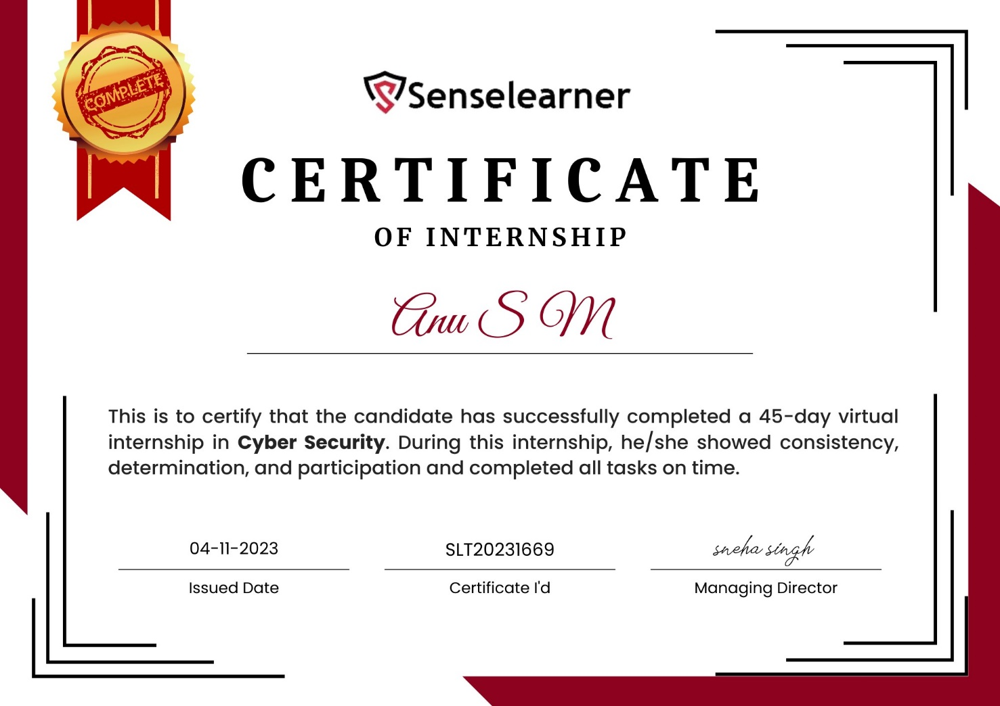 COMPLETE
Senselearner
CERTIFICATE
OF INTERNSHIP
Anu S M
This is to certify that the candidate has successfully completed a 45-day virtual
internship in Cyber Security. During this internship, he/she showed consistency,
determination, and participation and completed all tasks on time.
04-11-2023
SLT20231669
sneha singh
Issued Date
Certificate I'd
Managing Director